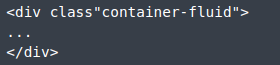 <div class"container-fluid">
...
</div>